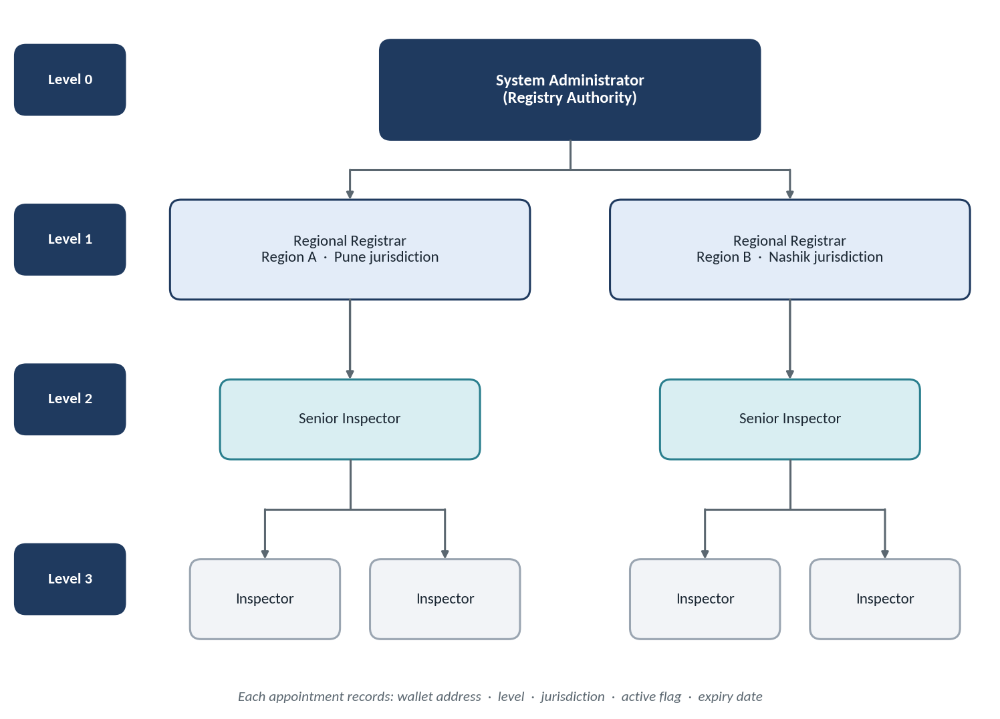 Level 0
System Administrator
(Registry Authority)
Level 1
Regional Registrar
Region A · Pune jurisdiction
Regional Registrar
Region B · Nashik jurisdiction
Level 2
Senior Inspector
Senior Inspector
Level 3
Inspector
Inspector
Inspector
Inspector
Each appointment records: wallet address · level · jurisdiction · active flag · expiry date